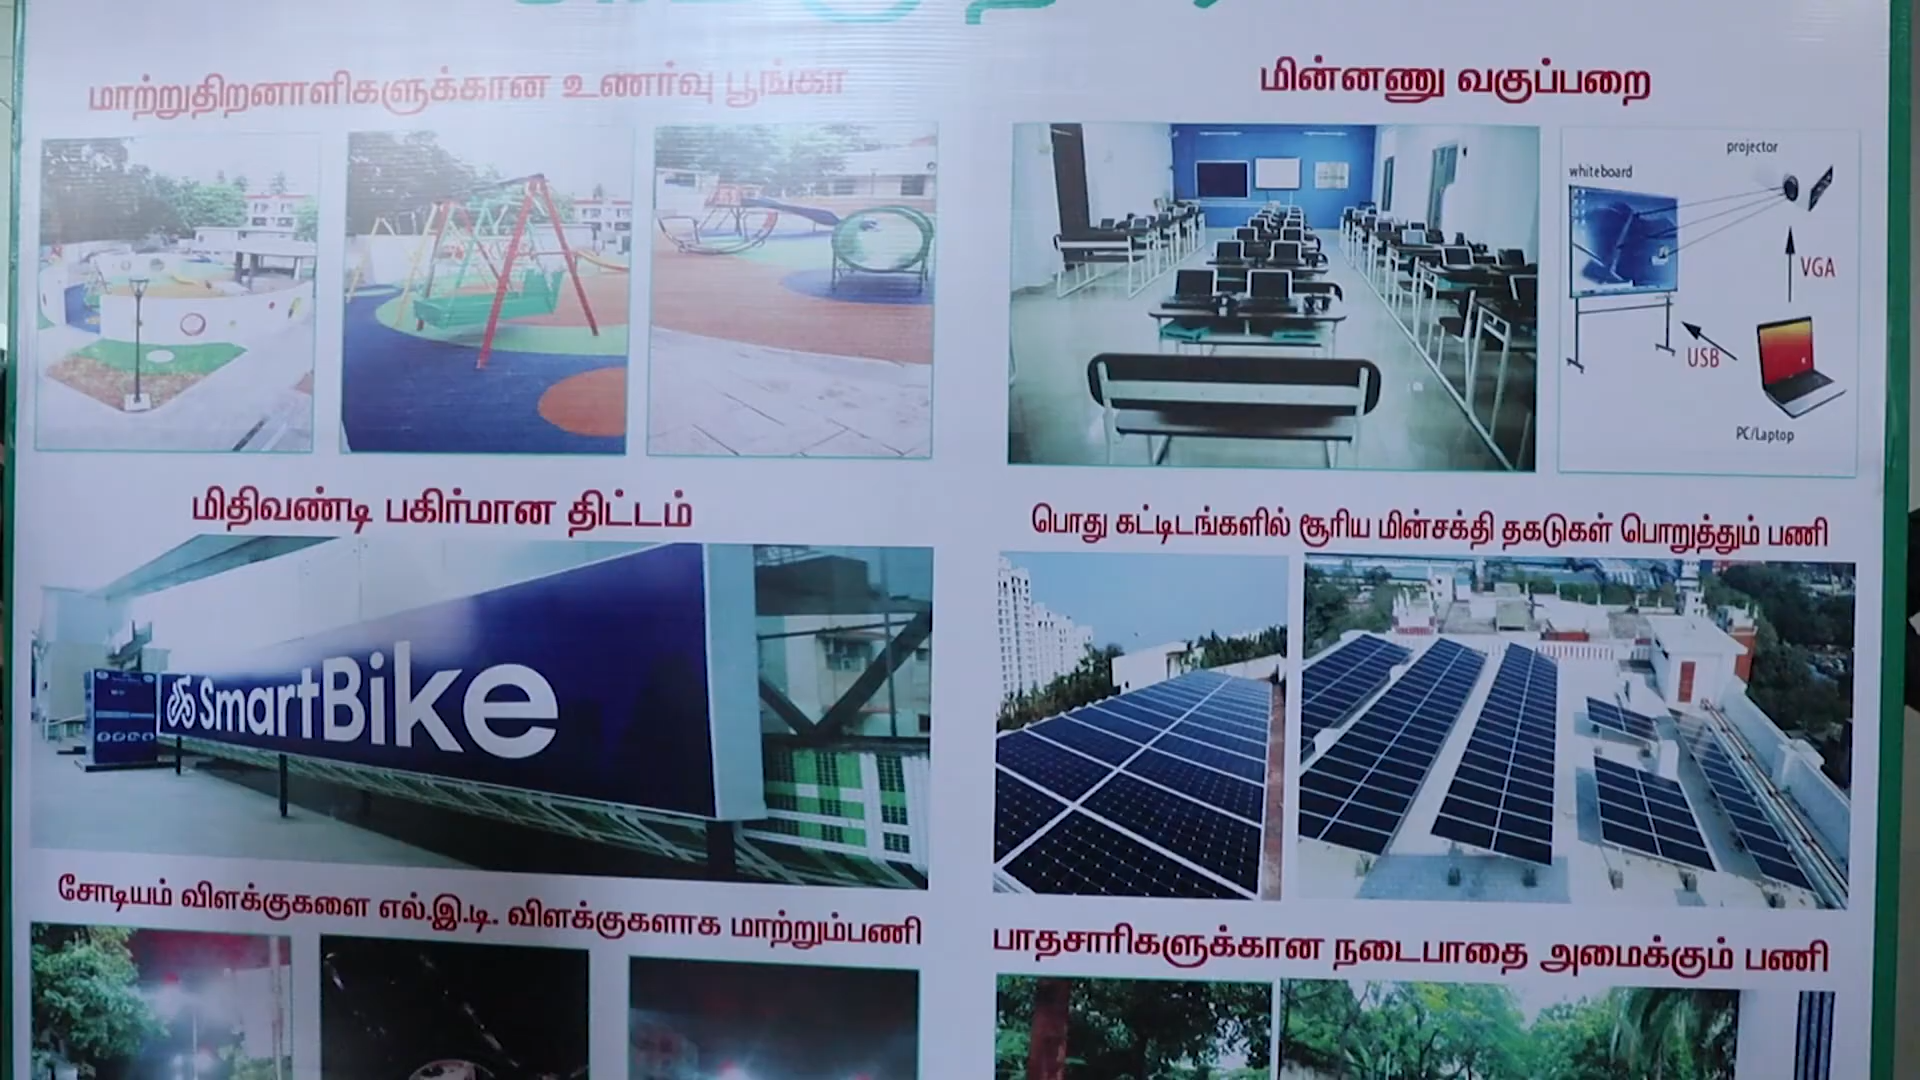 மாற்றுதிறனாளிகளுக்கான உணர்வு பூங்கா
மின்னணு வகுப்பறை
projector
whiteboard
VGA
USB
PC/Laptop
மிதிவண்டி பகிர்மான திட்டம்
பொது கட்டிடங்களில் சூரிய மின்சக்தி தகடுகள் பொறுத்தும் பணி
SmartBike
சோடியம் விளக்குகளை எல்.இ.டி. விளக்குகளாக மாற்றும்பணி
பாதசாரிகளுக்கான நடைபாதை அமைக்கும் பணி